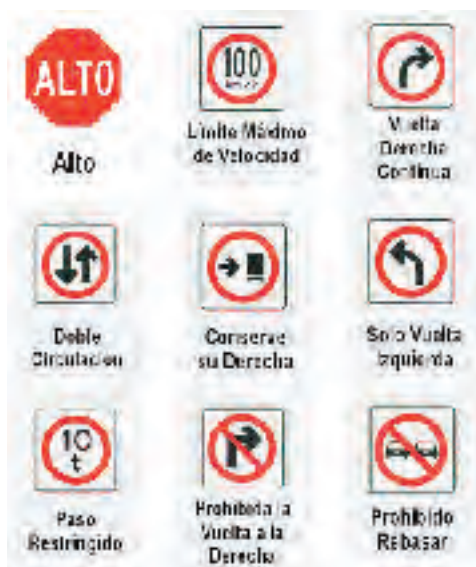 ALTO
Alto
100
km/h
Límite Máximo
de Velocidad
Vuelta
Derecha
Continua
Doble
Circulación
Conserve
su Derecha
Solo Vuelta
Izquierda
10
t
Paso
Restringido
Prohibida la
Vuelta a la
Derecha
Prohibido
Rebasar